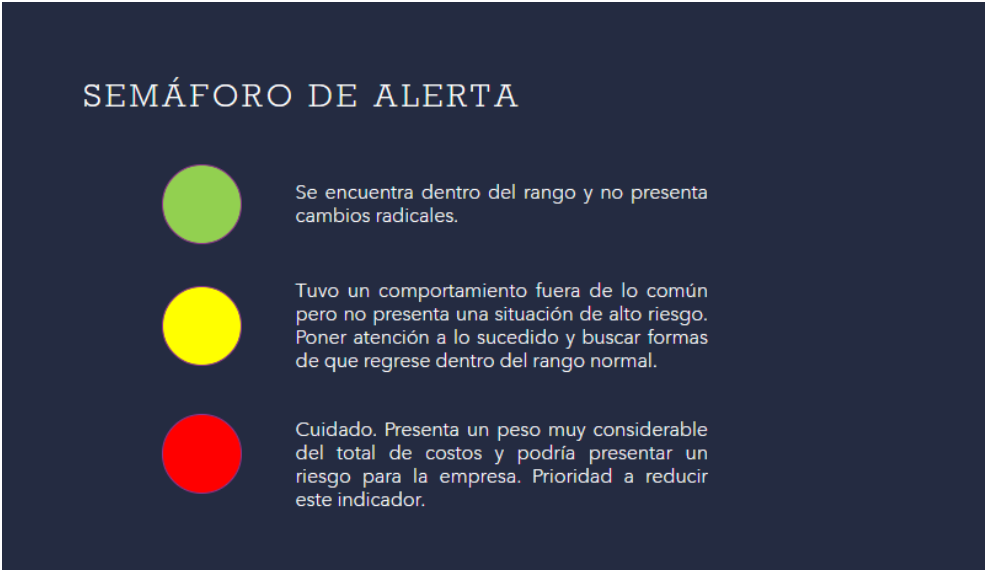 SEMÁFORO DE ALERTA
Se encuentra dentro del rango y no presenta
cambios radicales.
Tuvo un comportamiento fuera de lo común
pero no presenta una situación de alto riesgo.
Poner atención a lo sucedido y buscar formas
de que regrese dentro del rango normal.
Cuidado. Presenta un peso muy considerable
del total de costos y podría presentar un
riesgo para la empresa. Prioridad a reducir
este indicador.